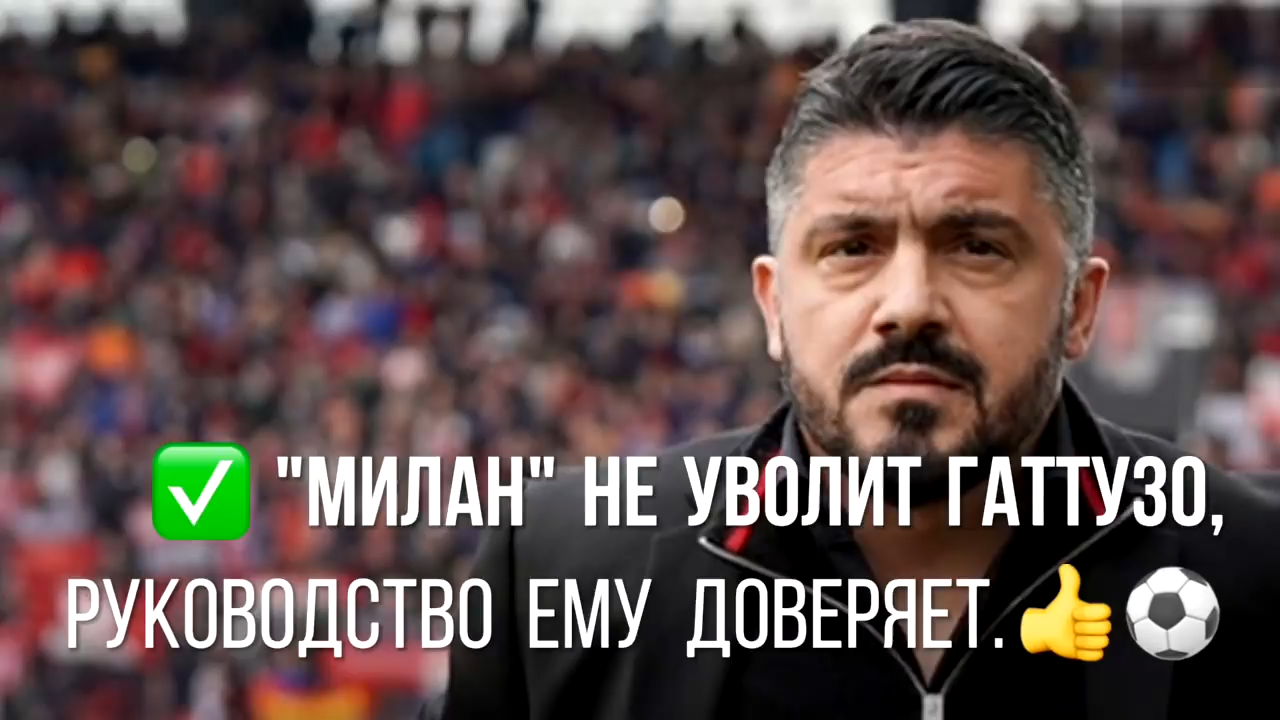 ✅ "МИЛАН" НЕ УВОЛИТ ГАТТУЗО,
РУКОВОДСТВО ЕМУ ДОВЕРЯЕТ.👍⚽